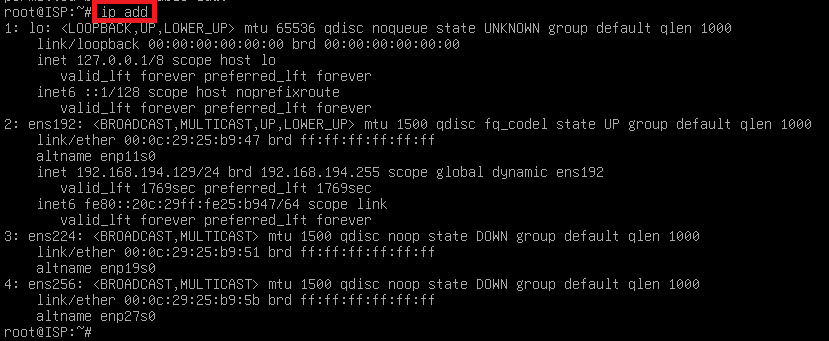 root@ISP:~# ip add
1: lo: <LOOPBACK,UP,LOWER_UP> mtu 65536 qdisc noqueue state UNKNOWN group default qlen 1000
    link/loopback 00:00:00:00:00:00 brd 00:00:00:00:00:00
    inet 127.0.0.1/8 scope host lo
       valid_lft forever preferred_lft forever
    inet6 ::1/128 scope host noprefixroute
       valid_lft forever preferred_lft forever
2: ens192: <BROADCAST,MULTICAST,UP,LOWER_UP> mtu 1500 qdisc fq_codel state UP group default qlen 1000
    link/ether 00:0c:29:25:b9:47 brd ff:ff:ff:ff:ff:ff
    altname enp11s0
    inet 192.168.194.129/24 brd 192.168.194.255 scope global dynamic ens192
       valid_lft 1769sec preferred_lft 1769sec
    inet6 fe80::20c:29ff:fe25:b947/64 scope link
       valid_lft forever preferred_lft forever
3: ens224: <BROADCAST,MULTICAST> mtu 1500 qdisc noop state DOWN group default qlen 1000
    link/ether 00:0c:29:25:b9:51 brd ff:ff:ff:ff:ff:ff
    altname enp19s0
4: ens256: <BROADCAST,MULTICAST> mtu 1500 qdisc noop state DOWN group default qlen 1000
    link/ether 00:0c:29:25:b9:5b brd ff:ff:ff:ff:ff:ff
    altname enp27s0
root@ISP:~#